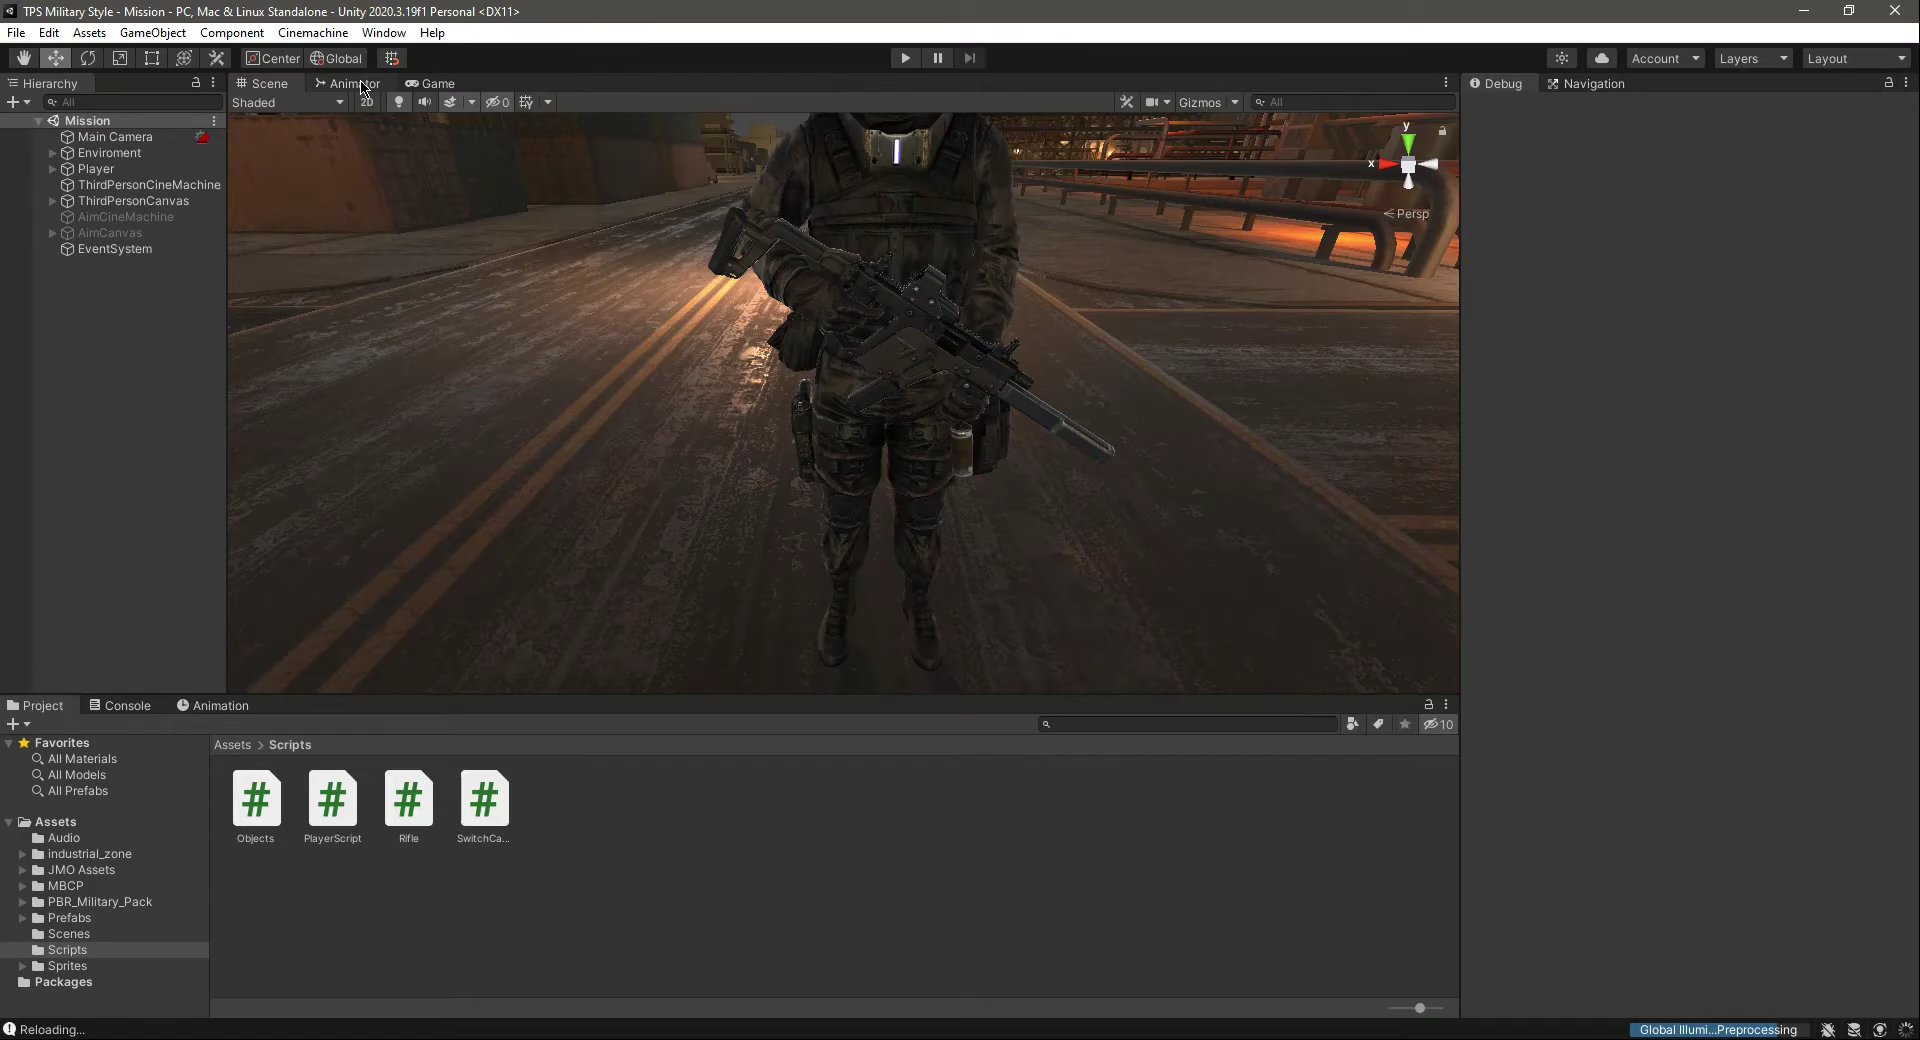 TPS Military Style - Mission - PC, Mac & Linux Standalone - Unity 2020.3.19f1 Personal <DX11>
File Edit Assets GameObject Component Cinemachine Window Help
Center Global Account Layers Layout
Hierarchy Scene Animator Game Debug Navigation
All Shaded 2D 0 Gizmos All
Mission
Main Camera
Enviroment
Player
ThirdPersonCineMachine
ThirdPersonCanvas
AimCineMachine
AimCanvas
EventSystem
y
x
Persp
Project Console Animation
10
Favorites
All Materials
All Models
All Prefabs
Assets
Audio
industrial_zone
JMO Assets
MBCP
PBR_Military_Pack
Prefabs
Scenes
Scripts
Sprites
Packages
Assets > Scripts
# # # #
Objects PlayerScript Rifle SwitchCa...
Reloading...
Global Illumi...Preprocessing